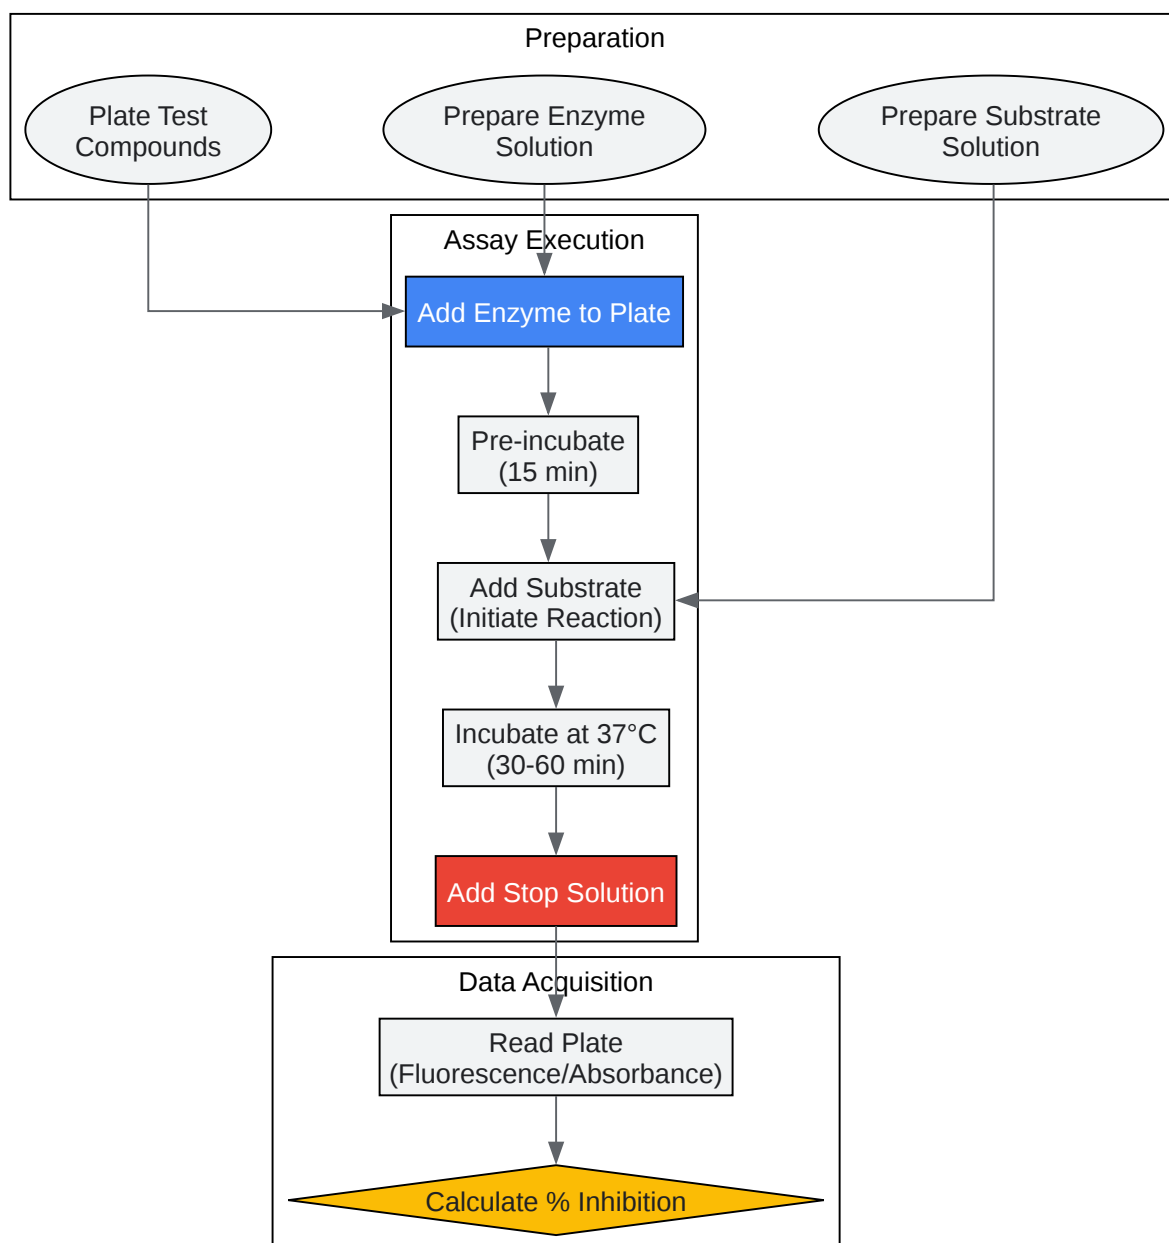 Preparation
Plate Test
Compounds
Prepare Enzyme
Solution
Prepare Substrate
Solution
Assay Execution
Add Enzyme to Plate
Pre-incubate
(15 min)
Add Substrate
(Initiate Reaction)
Incubate at 37°C
(30-60 min)
Add Stop Solution
Data Acquisition
Read Plate
(Fluorescence/Absorbance)
Calculate % Inhibition